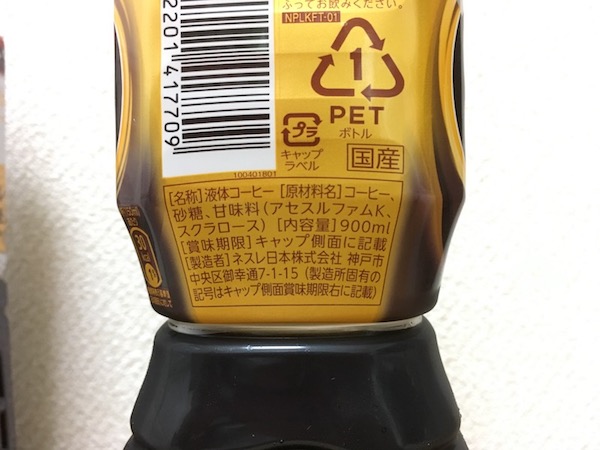 ふってお飲みください。
NPLKFT-01
2201 417709
1
PET
ボトル
プラ
キャップ
ラベル
国産
100401B01
[名称]液体コーヒー [原材料名]コーヒー、
砂糖、甘味料(アセスルファムK、
スクラロース) [内容量]900ml
[賞味期限]キャップ側面に記載
[製造者]ネスレ日本株式会社 神戸市
中央区御幸通7-1-15 (製造所固有の
記号はキャップ側面賞味期限右に記載)
30
kcal